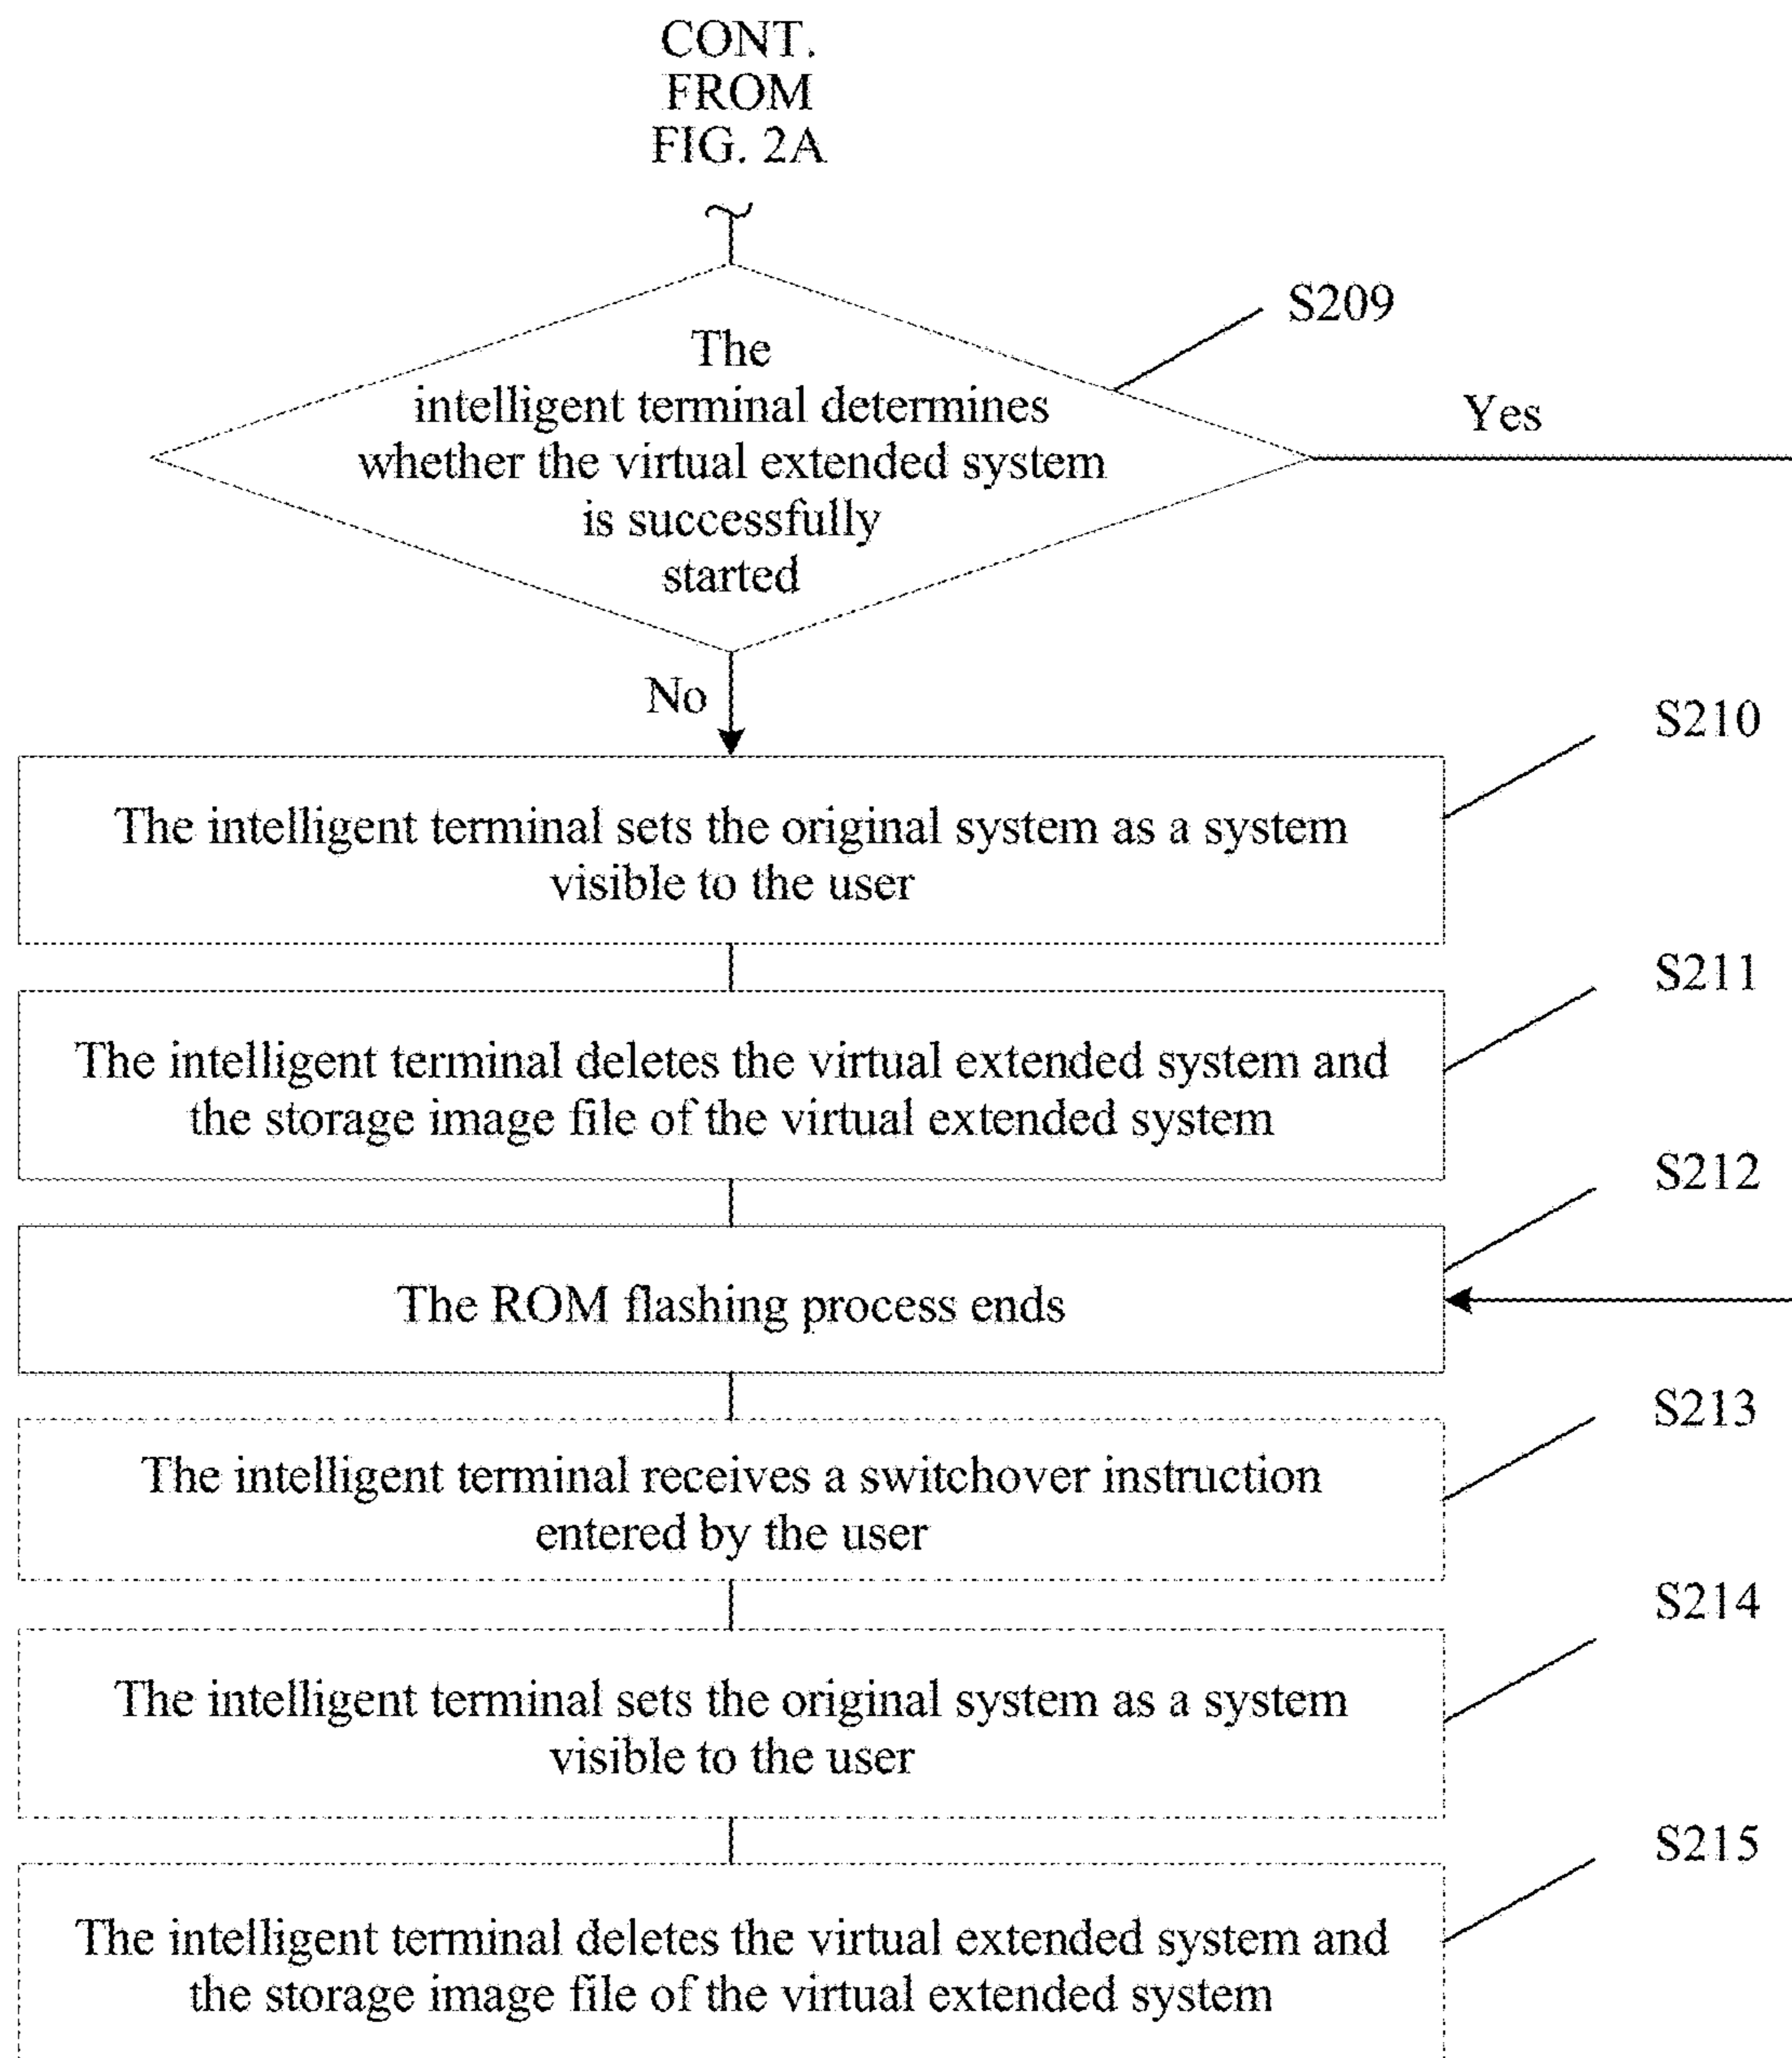 CONT.
FROM
FIG. 2A
S209
The
intelligent terminal determines
whether the virtual extended system
is successfully
started
Yes
No
S210
The intelligent terminal sets the original system as a system
visible to the user
S211
The intelligent terminal deletes the virtual extended system and
the storage image file of the virtual extended system
S212
The ROM flashing process ends
S213
The intelligent terminal receives a switchover instruction
entered by the user
S214
The intelligent terminal sets the original system as a system
visible to the user
S215
The intelligent terminal deletes the virtual extended system and
the storage image file of the virtual extended system